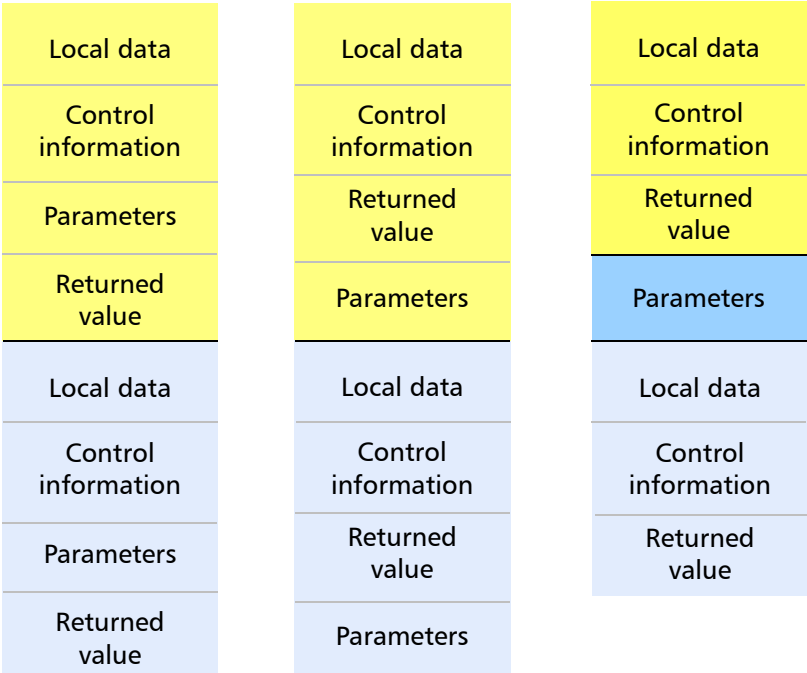 Local data
Control
information
Parameters
Returned
value
Local data
Control
information
Parameters
Returned
value
Local data
Control
information
Returned
value
Parameters
Local data
Control
information
Returned
value
Parameters
Local data
Control
information
Returned
value
Parameters
Local data
Control
information
Returned
value